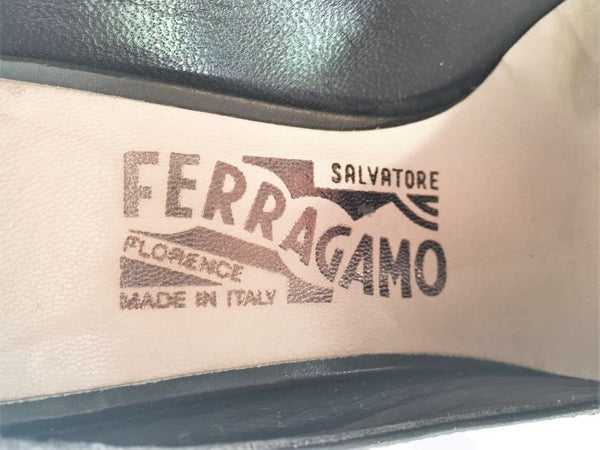 SALVATORE
FERRAGAMO
FLORENCE
MADE IN ITALY